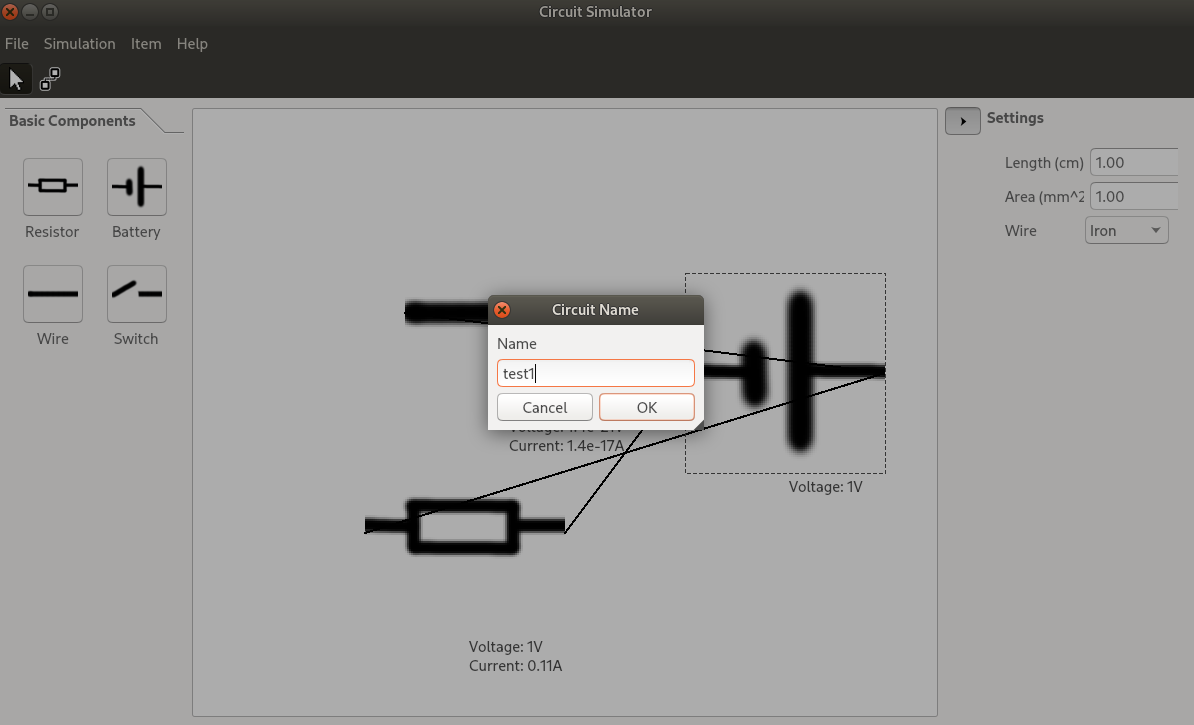 Circuit Simulator
File Simulation Item Help
Basic Components
Resistor Battery
Wire Switch
Settings
Length (cm) 1.00
Area (mm^2 1.00
Wire Iron
Circuit Name
Name
test1
Cancel OK
Current: 1.4e-17A
Voltage: 1V
Voltage: 1V
Current: 0.11A